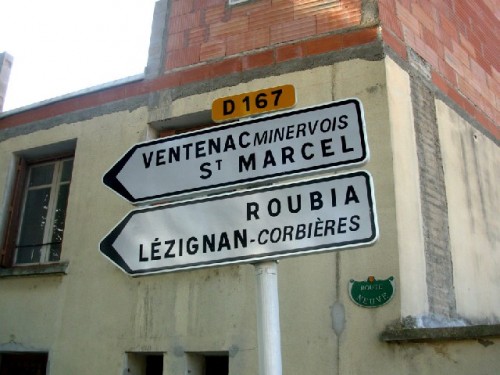 D 167
VENTENAC MINERVOIS
ST MARCEL
ROUBIA
LÉZIGNAN-CORBIÈRES
ROUTE
NEUVE